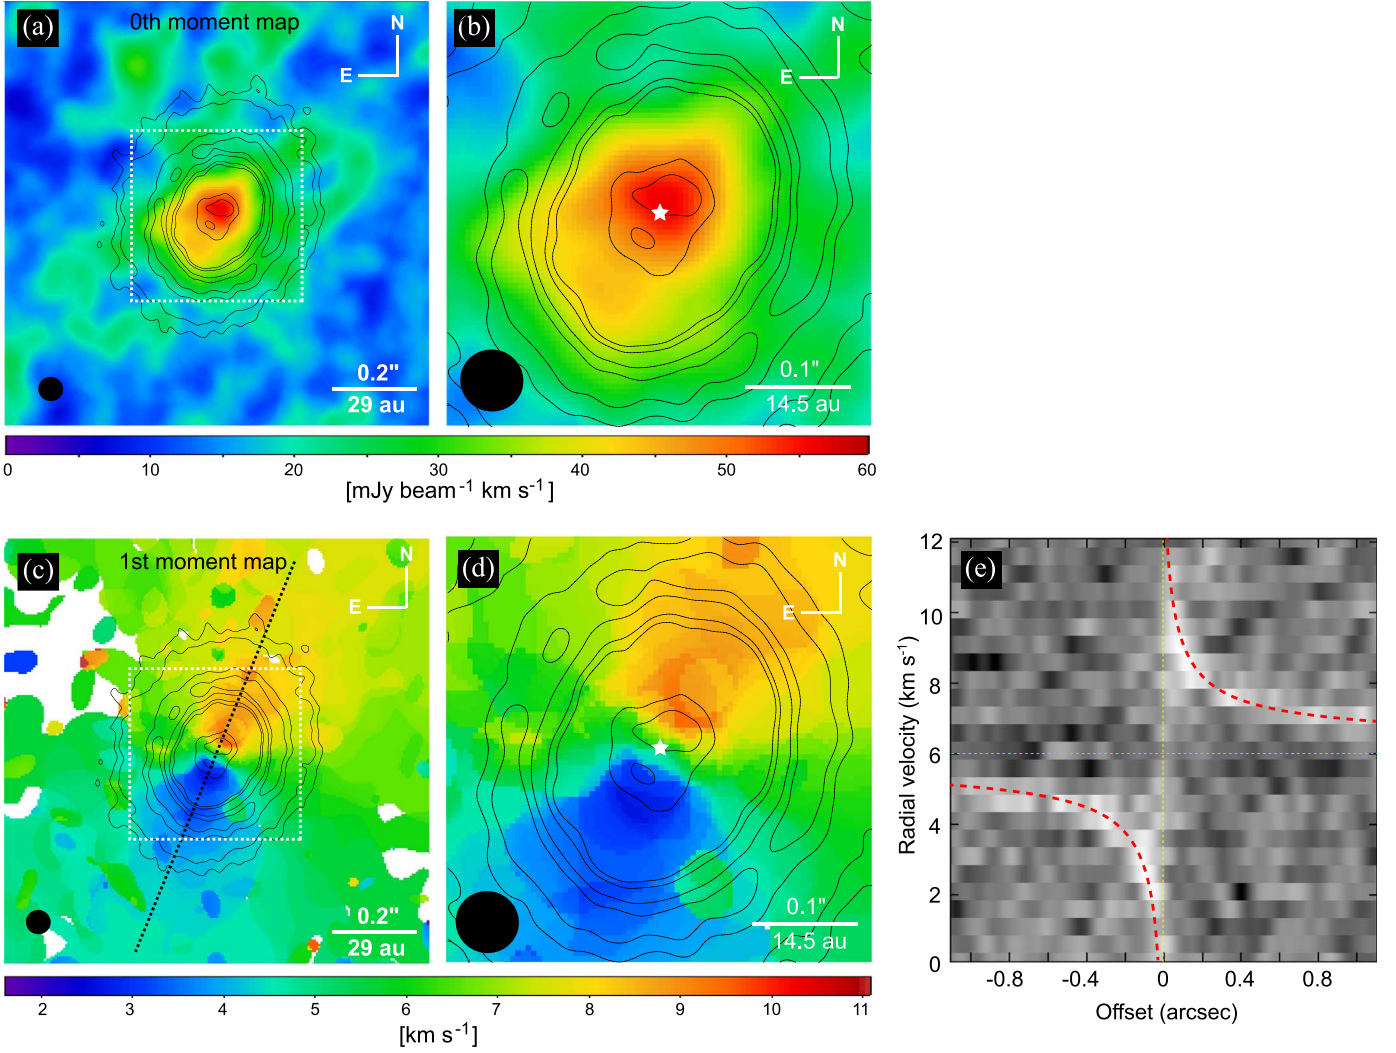 (a) 0th moment map
N
E
0.2"
29 au
(b)
N
E
0.1"
14.5 au
0 10 20 30 40 50 60
[mJy beam-1 km s-1]
(c) 1st moment map
N
E
0.2"
29 au
(d)
N
E
0.1"
14.5 au
2 3 4 5 6 7 8 9 10 11
[km s-1]
(e)
Radial velocity (km s-1)
12
10
8
6
4
2
0
-0.8 -0.4 0 0.4 0.8
Offset (arcsec)